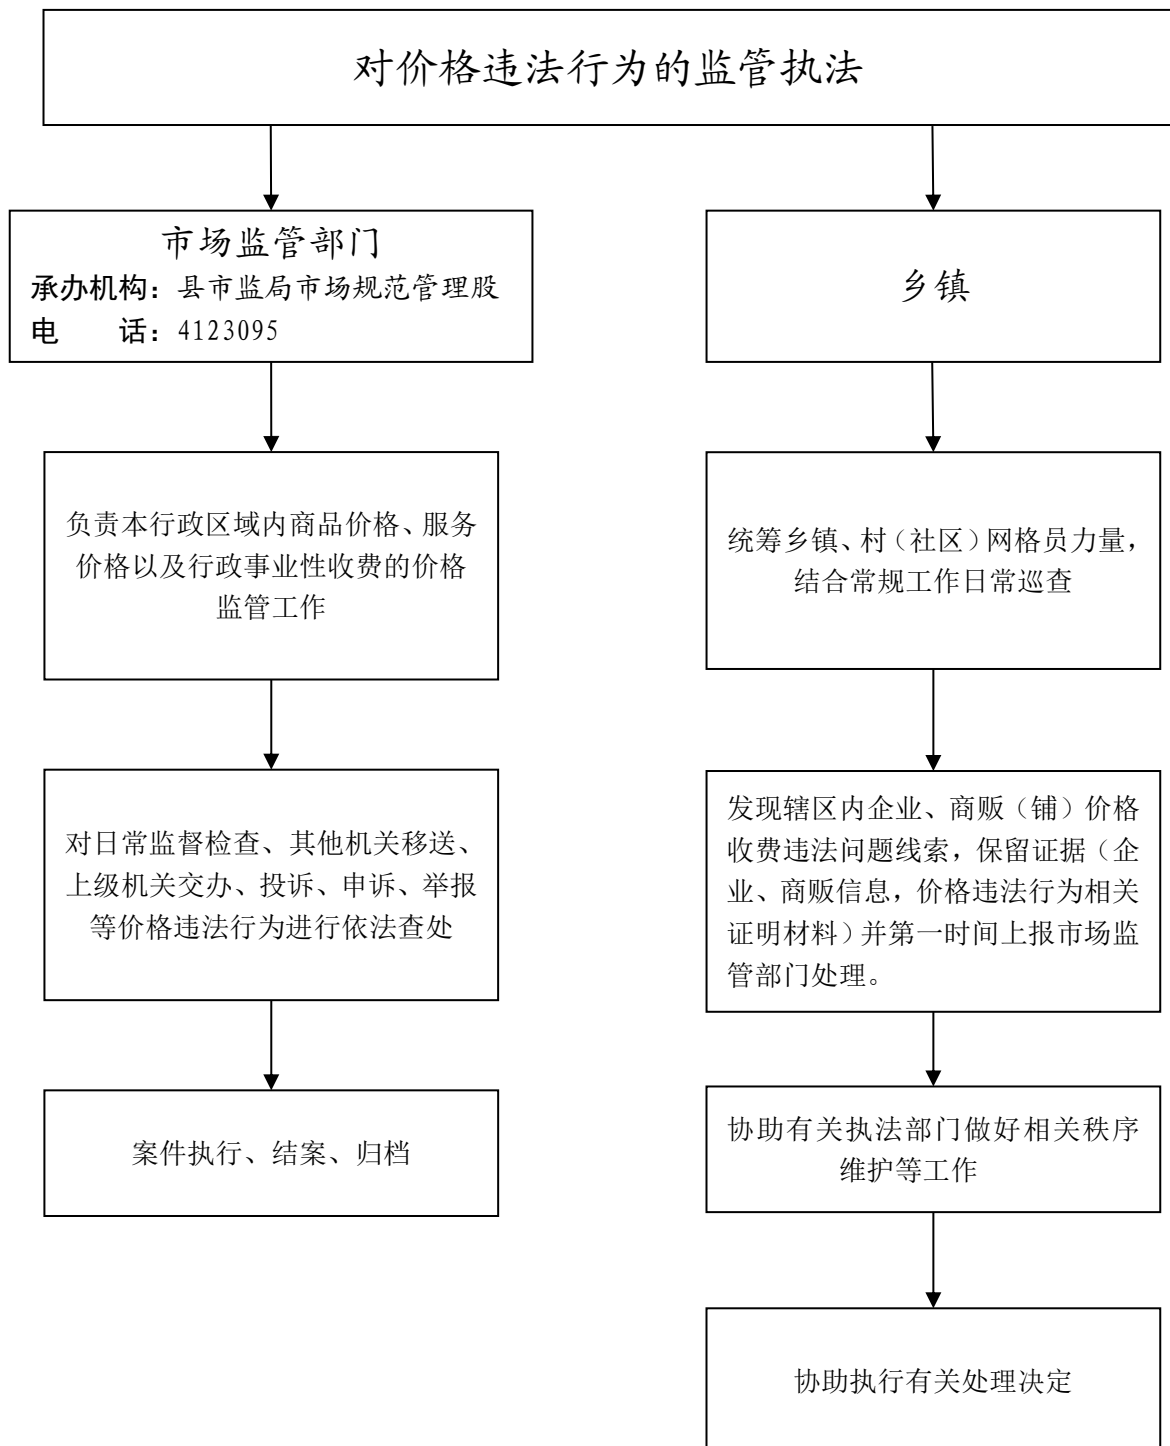 对价格违法行为的监管执法
市场监管部门
承办机构：县市监局市场规范管理股
电　　话：4123095
负责本行政区域内商品价格、服务
价格以及行政事业性收费的价格
监管工作
对日常监督检查、其他机关移送、
上级机关交办、投诉、申诉、举报
等价格违法行为进行依法查处
案件执行、结案、归档
乡镇
统筹乡镇、村（社区）网格员力量，
结合常规工作日常巡查
发现辖区内企业、商贩（铺）价格
收费违法问题线索，保留证据（企
业、商贩信息，价格违法行为相关
证明材料）并第一时间上报市场监
管部门处理。
协助有关执法部门做好相关秩序
维护等工作
协助执行有关处理决定